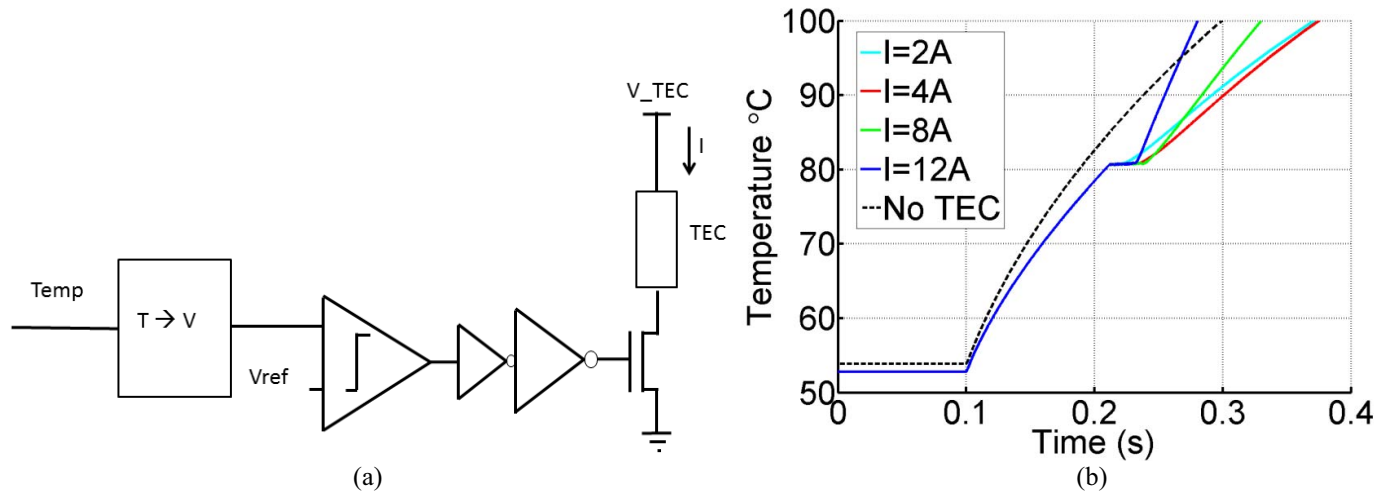 V_TEC
I
TEC
Temp
T → V
Vref
(a)
100
90
80
70
60
50
Temperature °C
I=2A
I=4A
I=8A
I=12A
No TEC
0
0.1
0.2
0.3
0.4
Time (s)
(b)